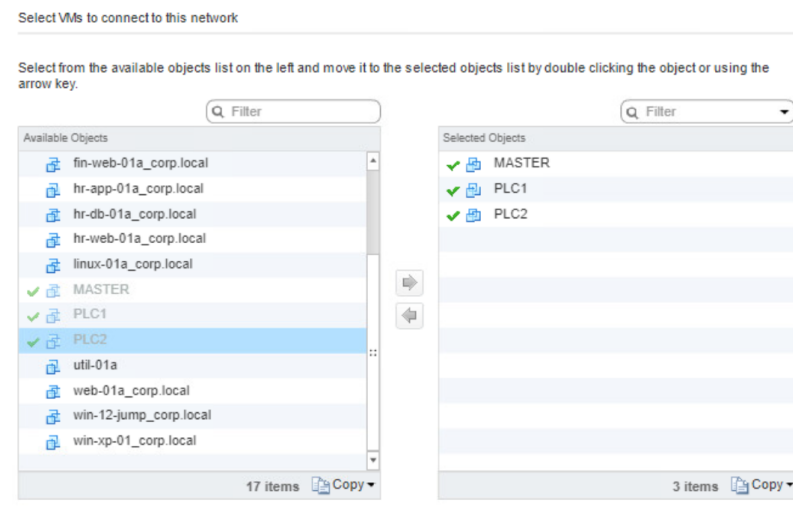 Select VMs to connect to this network
Select from the available objects list on the left and move it to the selected objects list by double clicking the object or using the
arrow key.
Filter
Filter
Available Objects
fin-web-01a_corp.local
hr-app-01a_corp.local
hr-db-01a_corp.local
hr-web-01a_corp.local
linux-01a_corp.local
MASTER
PLC1
PLC2
util-01a
web-01a_corp.local
win-12-jump_corp.local
win-xp-01_corp.local
17 items Copy
Selected Objects
MASTER
PLC1
PLC2
3 items Copy